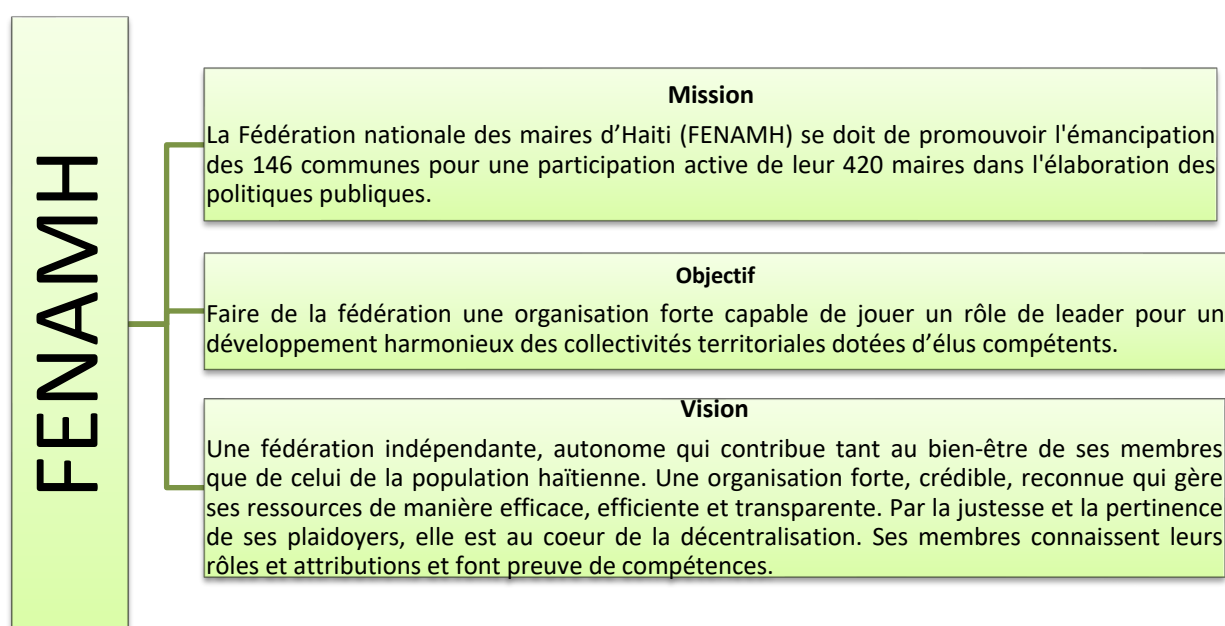 FENAMH
Mission
La Fédération nationale des maires d’Haiti (FENAMH) se doit de promouvoir l'émancipation
des 146 communes pour une participation active de leur 420 maires dans l'élaboration des
politiques publiques.
Objectif
Faire de la fédération une organisation forte capable de jouer un rôle de leader pour un
développement harmonieux des collectivités territoriales dotées d’élus compétents.
Vision
Une fédération indépendante, autonome qui contribue tant au bien-être de ses membres
que de celui de la population haïtienne. Une organisation forte, crédible, reconnue qui gère
ses ressources de manière efficace, efficiente et transparente. Par la justesse et la pertinence
de ses plaidoyers, elle est au coeur de la décentralisation. Ses membres connaissent leurs
rôles et attributions et font preuve de compétences.